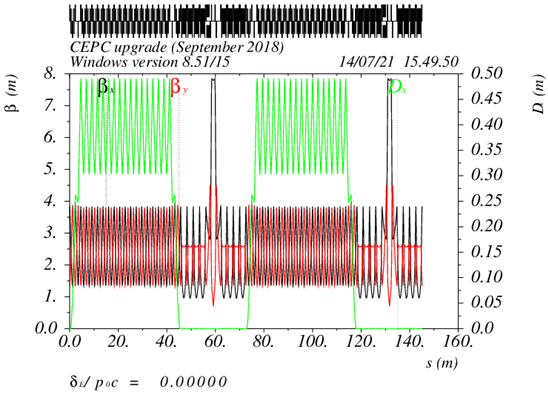 CEPC upgrade (September 2018)
Windows version 8.51/15 14/07/21 15.49.50
β (m)
D (m)
βx βy Dx
8.
7.
6.
5.
4.
3.
2.
1.
0.0
0.50
0.45
0.40
0.35
0.30
0.25
0.20
0.15
0.10
0.05
0.0
0.0 20. 40. 60. 80. 100. 120. 140. 160.
s (m)
δE/ p0c = 0.00000